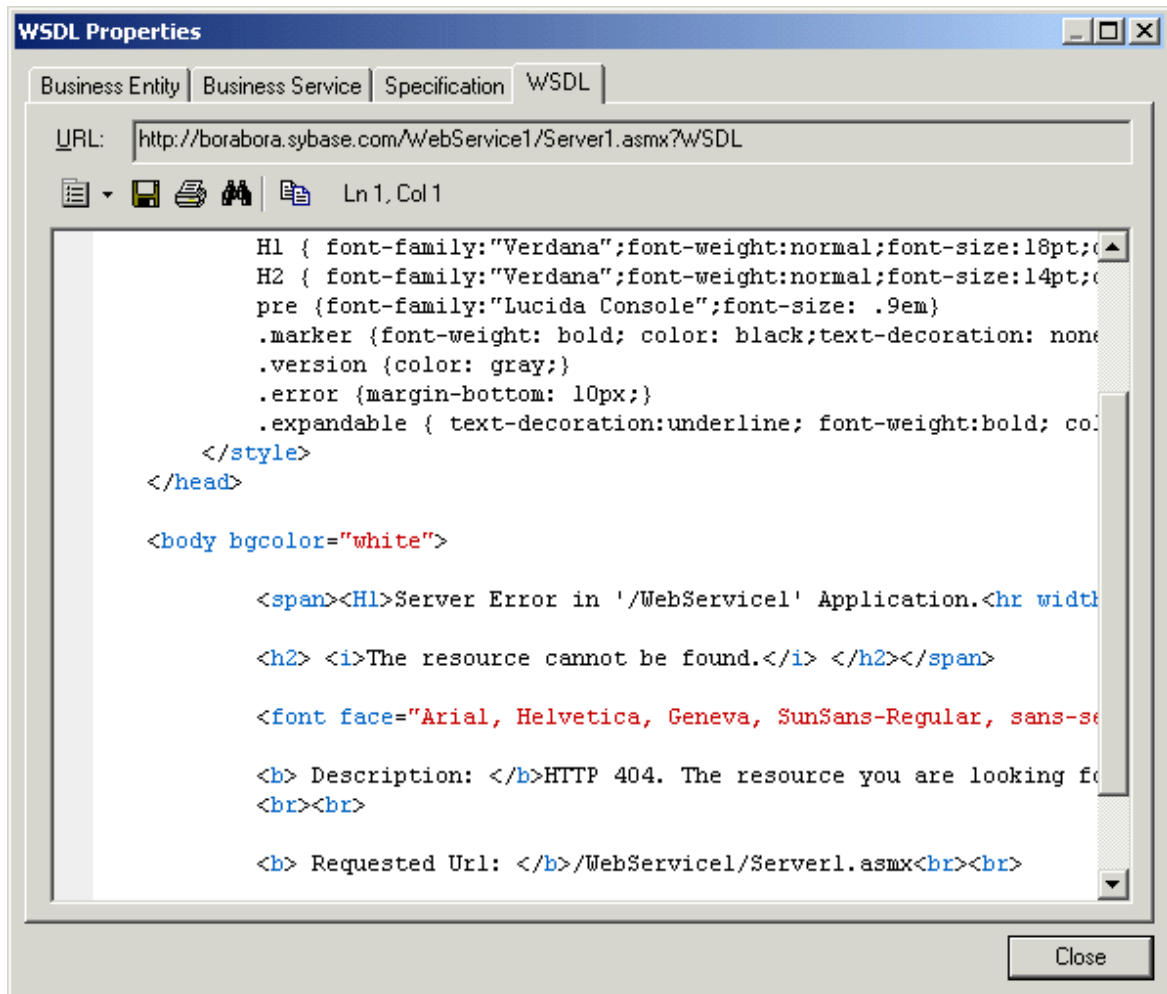 WSDL Properties
Business Entity Business Service Specification WSDL
URL: http://borabora.sybase.com/WebService1/Server1.asmx?WSDL
Ln 1, Col 1
H1 { font-family:"Verdana";font-weight:normal;font-size:18pt;
H2 { font-family:"Verdana";font-weight:normal;font-size:14pt;
pre {font-family:"Lucida Console";font-size: .9em}
.marker {font-weight: bold; color: black;text-decoration: none
.version {color: gray;}
.error {margin-bottom: 10px;}
.expandable { text-decoration:underline; font-weight:bold; col
</style>
</head>
<body bgcolor="white">
<span><H1>Server Error in '/WebService1' Application.<hr width
<h2> <i>The resource cannot be found.</i> </h2></span>
<font face="Arial, Helvetica, Geneva, SunSans-Regular, sans-se
<b> Description: </b>HTTP 404. The resource you are looking fo
<br><br>
<b> Requested Url: </b>/WebService1/Server1.asmx<br><br>
Close